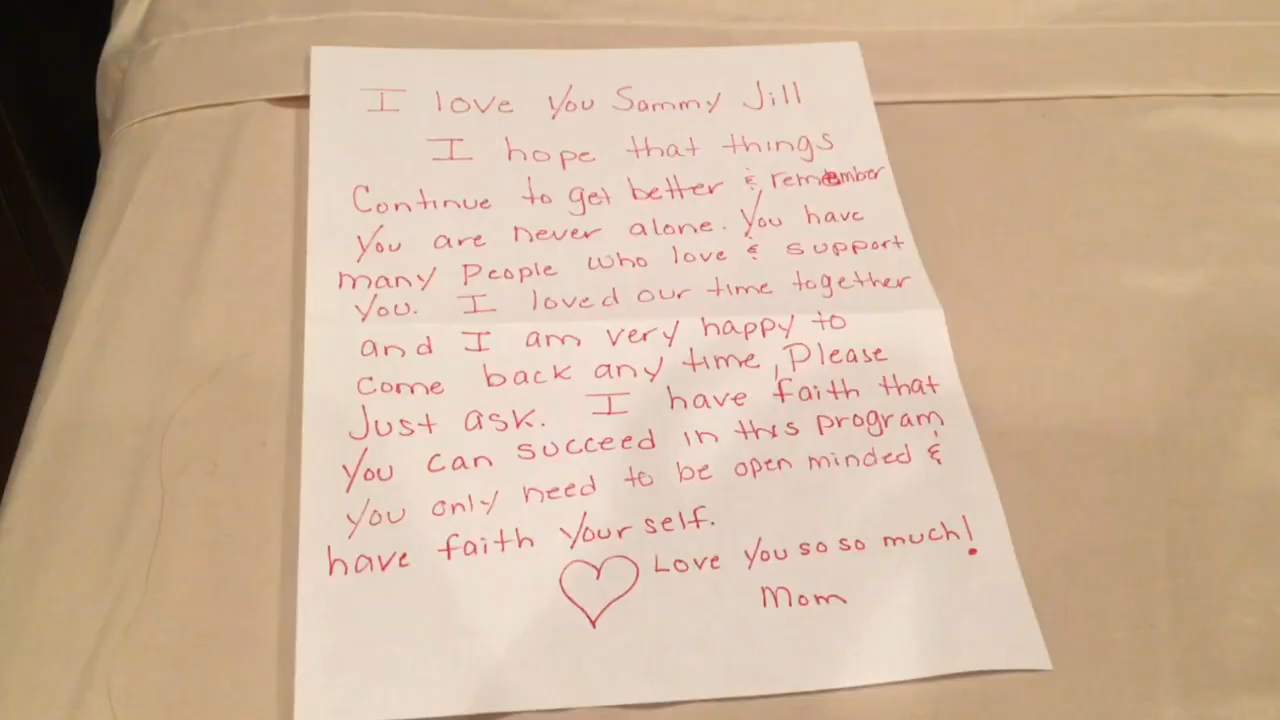 I love you Sammy Jill
I hope that things
Continue to get better & remember
You are never alone. You have
many People who love & support
You. I loved our time together
and I am very happy to
come back any time, Please
Just ask. I have faith that
You can succeed in this program
You only need to be open minded &
have faith Your self.
Love You so so much!
Mom